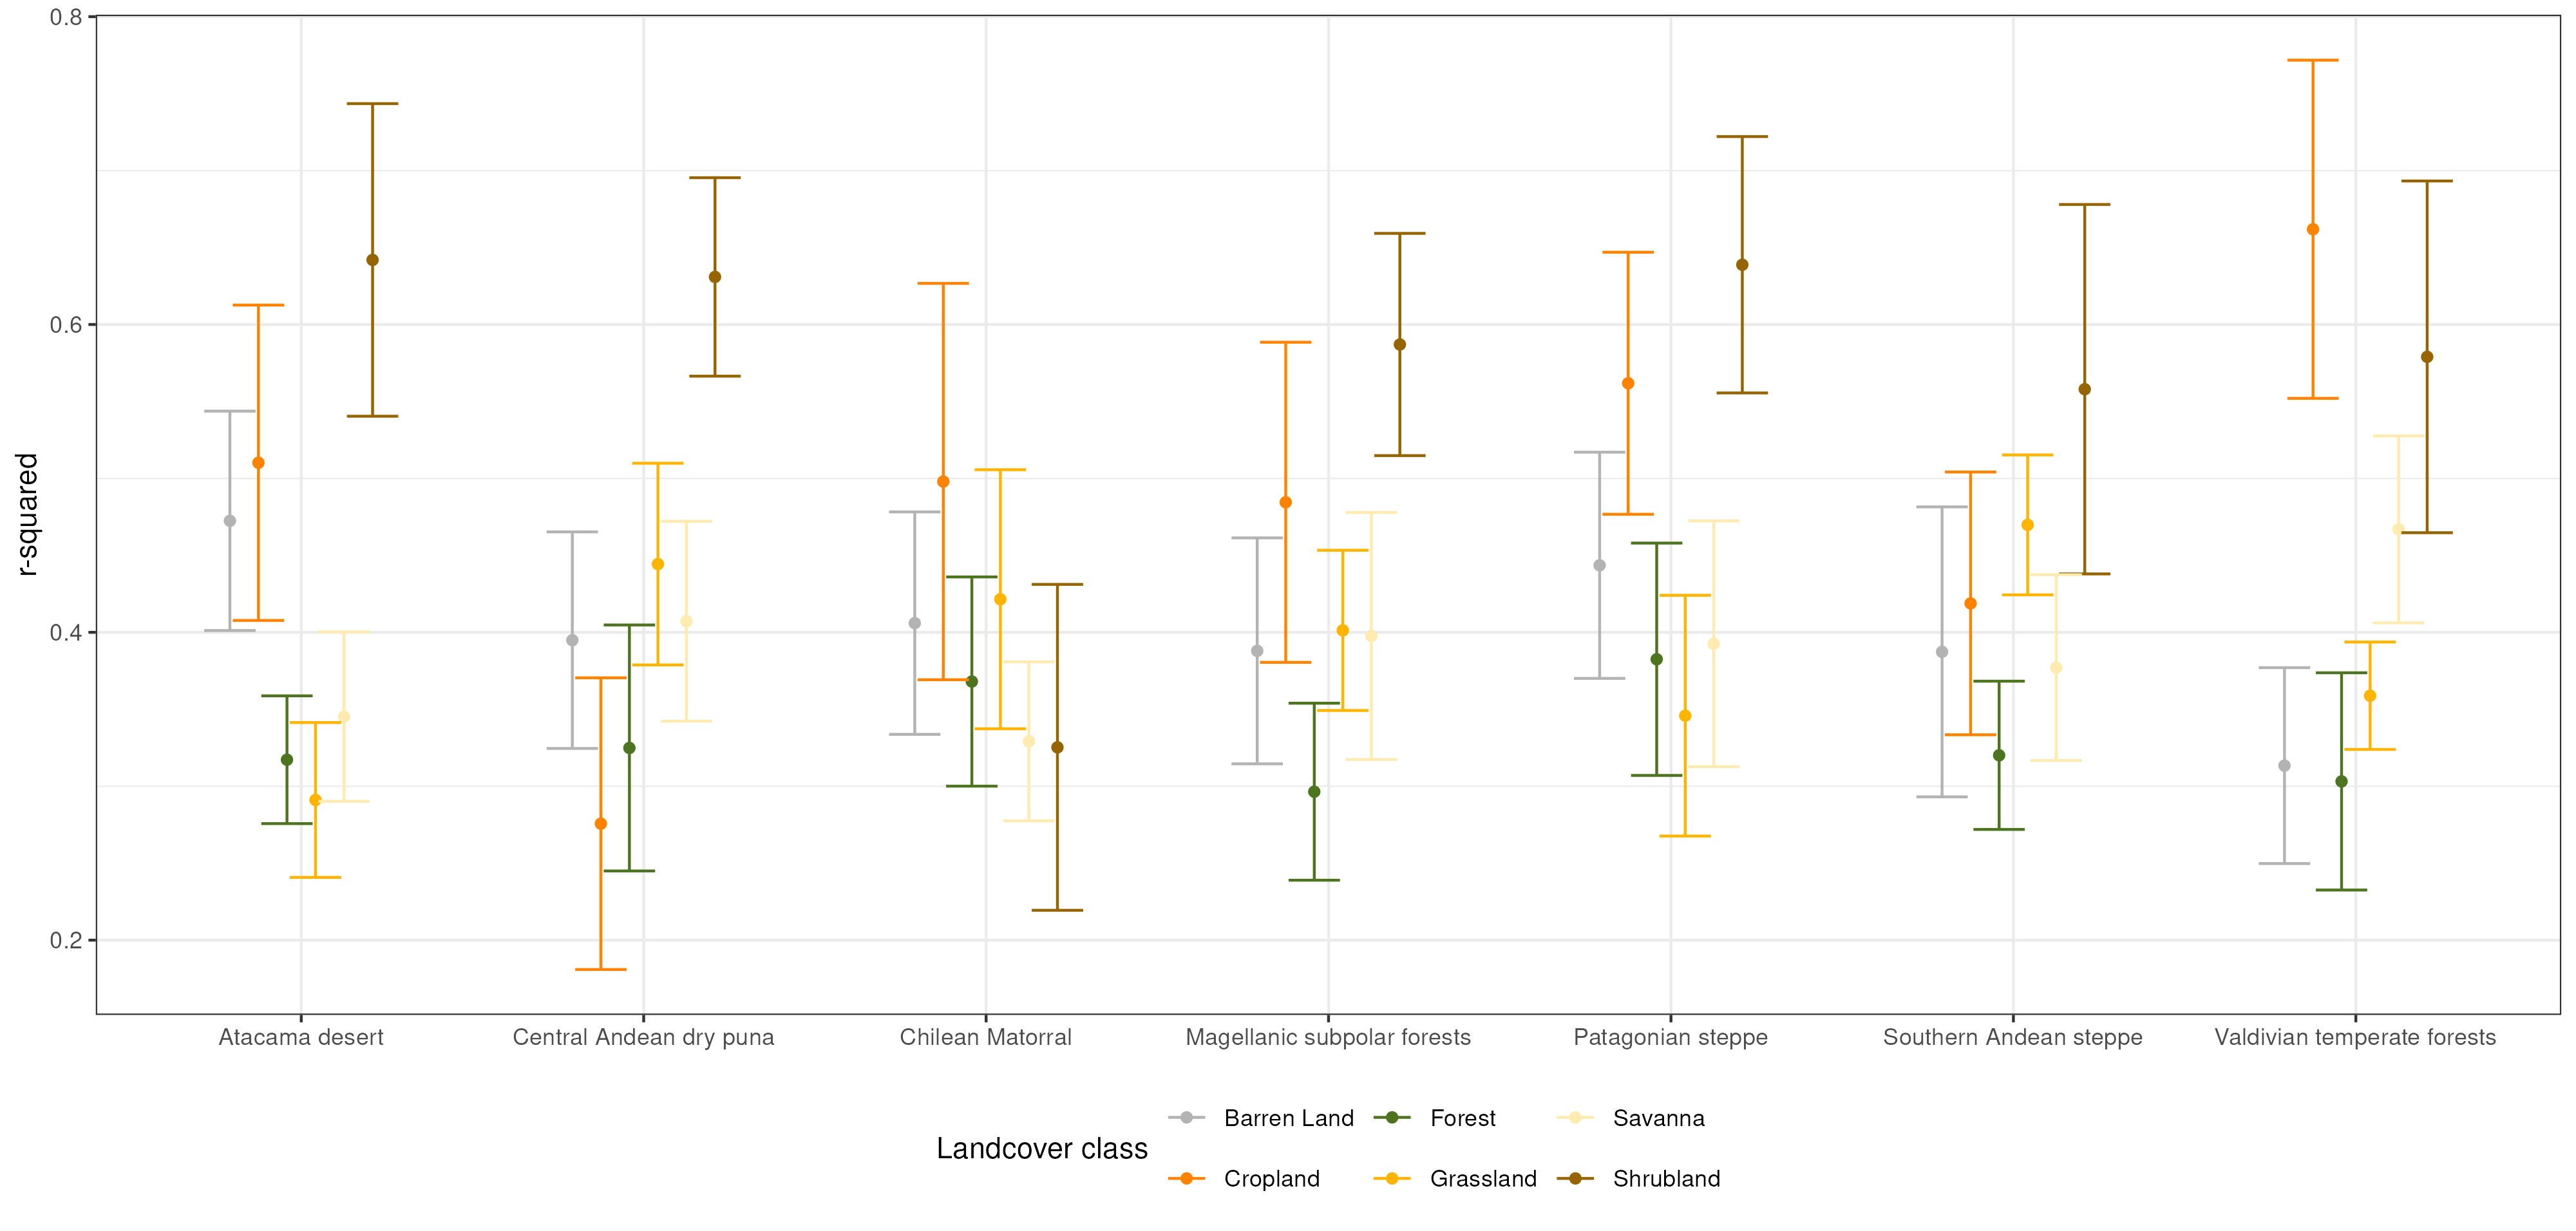 0.8
0.6
0.4
0.2
r-squared
Atacama desert Central Andean dry puna Chilean Matorral Magellanic subpolar forests Patagonian steppe Southern Andean steppe Valdivian temperate forests
Landcover class
Barren Land Forest Savanna
Cropland Grassland Shrubland